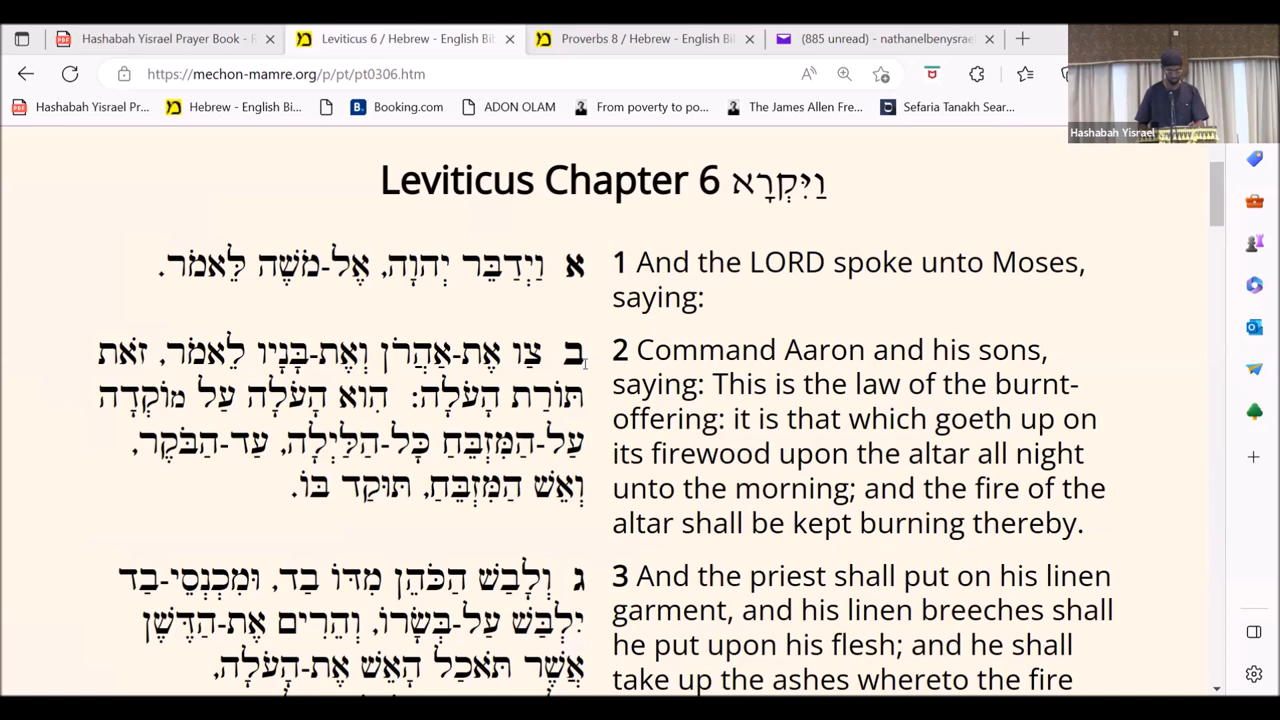 Hashabah Yisrael Prayer Book - R
Leviticus 6 / Hebrew - English Bib
Proverbs 8 / Hebrew - English Bib
(885 unread) - nathanelbenysrae
https://mechon-mamre.org/p/pt/pt0306.htm
Hashabah Yisrael Pr...
Hebrew - English Bi...
Booking.com
ADON OLAM
From poverty to po...
The James Allen Fre...
Sefaria Tanakh Sear...
Hashabah Yisrael
Leviticus Chapter 6 וַיִּקְרָא
א וַיְדַבֵּר יְהוָה, אֶל-מֹשֶׁה לֵּאמֹר.
1 And the LORD spoke unto Moses,
saying:
ב צַו אֶת-אַהֲרֹן וְאֶת-בָּנָיו לֵאמֹר, זֹאת
תּוֹרַת הָעֹלָה: הִוא הָעֹלָה עַל מוֹקְדָה
עַל-הַמִּזְבֵּחַ כָּל-הַלַּיְלָה, עַד-הַבֹּקֶר,
וְאֵשׁ הַמִּזְבֵּחַ, תּוּקַד בּוֹ.
2 Command Aaron and his sons,
saying: This is the law of the burnt-
offering: it is that which goeth up on
its firewood upon the altar all night
unto the morning; and the fire of the
altar shall be kept burning thereby.
ג וְלָבַשׁ הַכֹּהֵן מִדּוֹ בַד, וּמִכְנְסֵי-בַד
יִלְבַּשׁ עַל-בְּשָׂרוֹ, וְהֵרִים אֶת-הַדֶּשֶׁן
אֲשֶׁר תֹּאכַל הָאֵשׁ אֶת-הָעֹלָה,
3 And the priest shall put on his linen
garment, and his linen breeches shall
he put upon his flesh; and he shall
take up the ashes whereto the fire